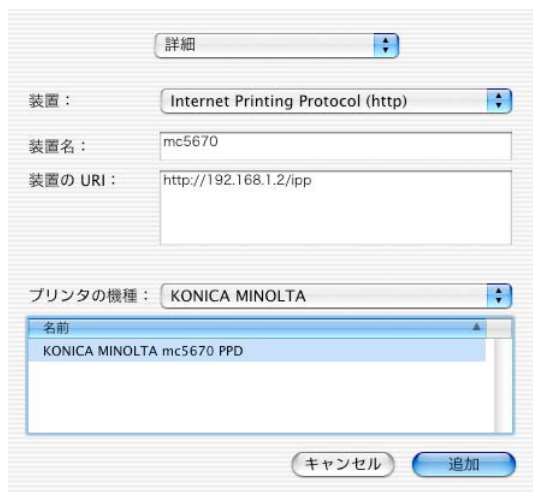 詳細
装置： Internet Printing Protocol (http)
装置名： mc5670
装置の URI： http://192.168.1.2/ipp
プリンタの機種： KONICA MINOLTA
名前
KONICA MINOLTA mc5670 PPD
キャンセル 追加